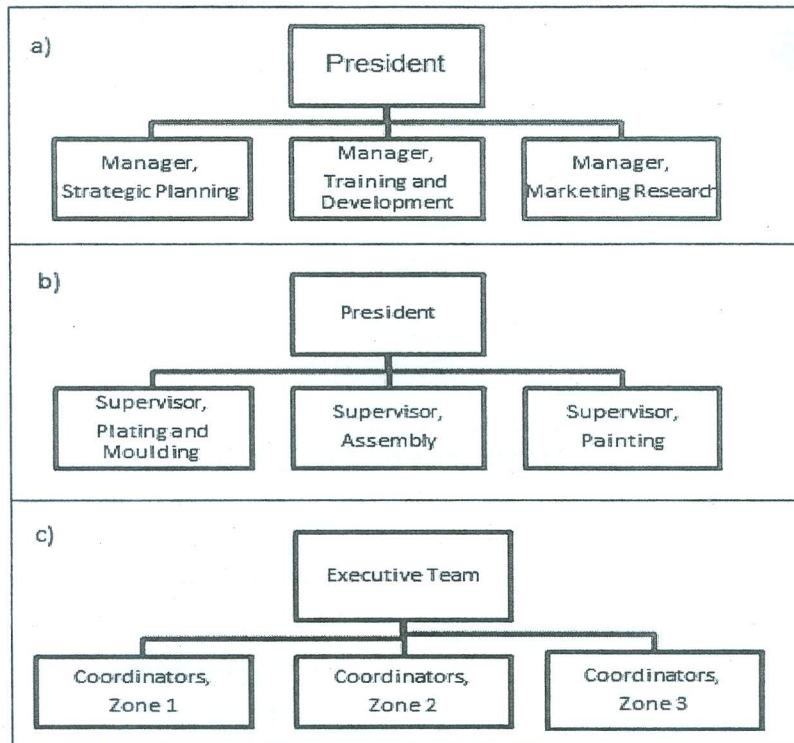 a)
President
Manager,
Strategic Planning
Manager,
Training and
Development
Manager,
Marketing Research
b)
President
Supervisor,
Plating and
Moulding
Supervisor,
Assembly
Supervisor,
Painting
c)
Executive Team
Coordinators,
Zone 1
Coordinators,
Zone 2
Coordinators,
Zone 3